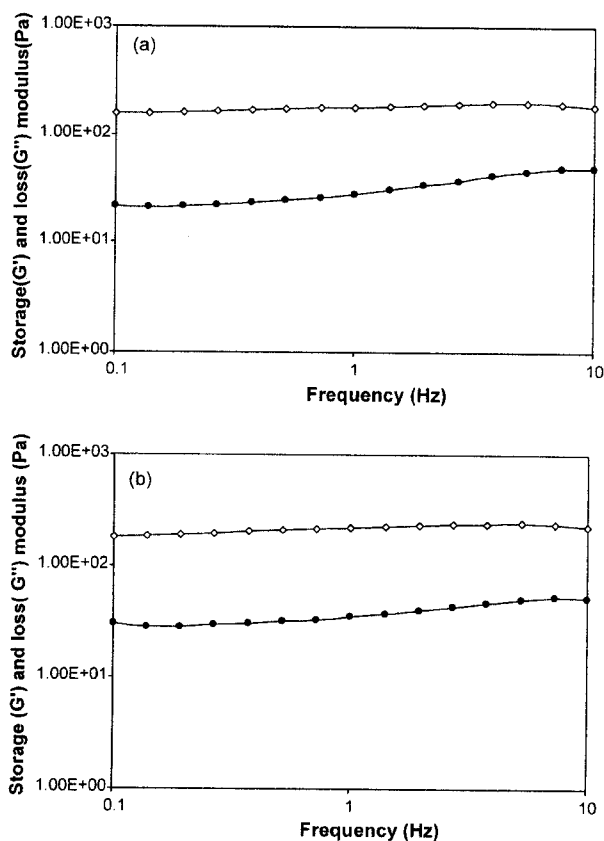 Storage(G') and loss(G'') modulus(Pa)
1.00E+03
(a)
1.00E+02
1.00E+01
1.00E+00
0.1
1
10
Frequency (Hz)
Storage (G') and loss( G'') modulus (Pa)
1.00E+03
(b)
1.00E+02
1.00E+01
1.00E+00
0.1
1
10
Frequency (Hz)